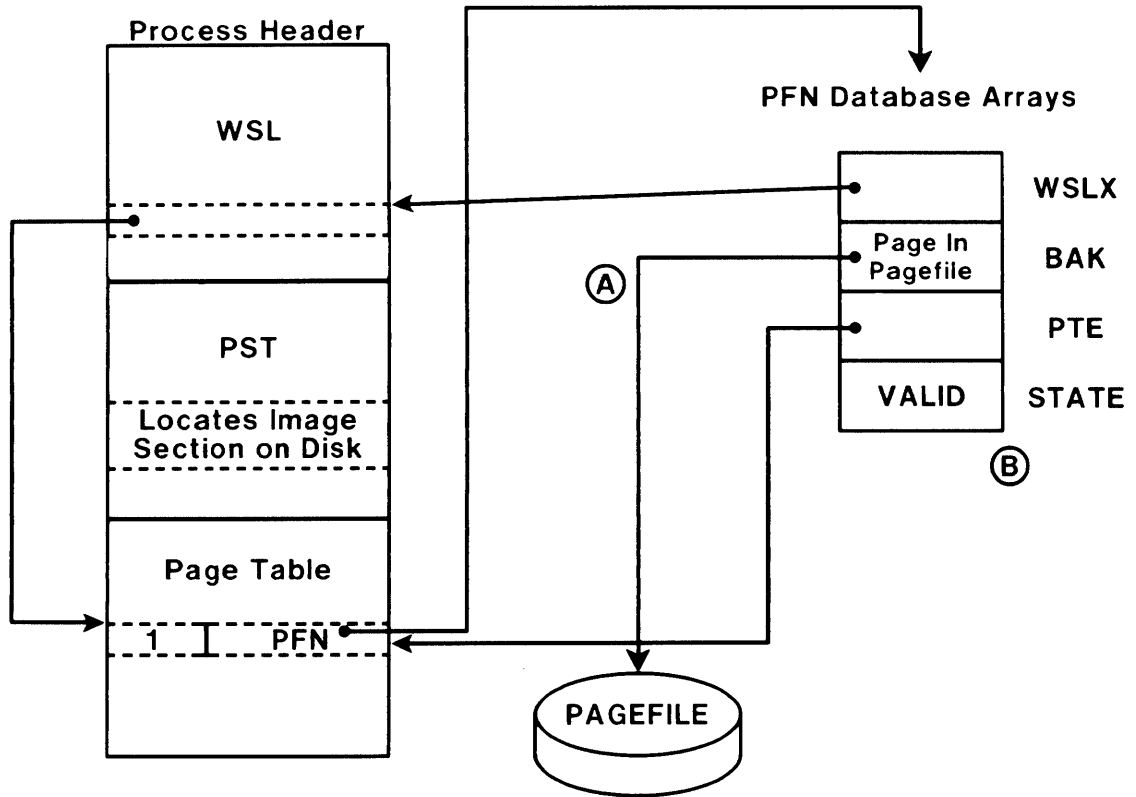 Process Header
WSL
PST
Locates Image
Section on Disk
Page Table
1 PFN
PFN Database Arrays
WSLX
Page In
Pagefile
BAK
PTE
VALID
STATE
A
B
PAGEFILE